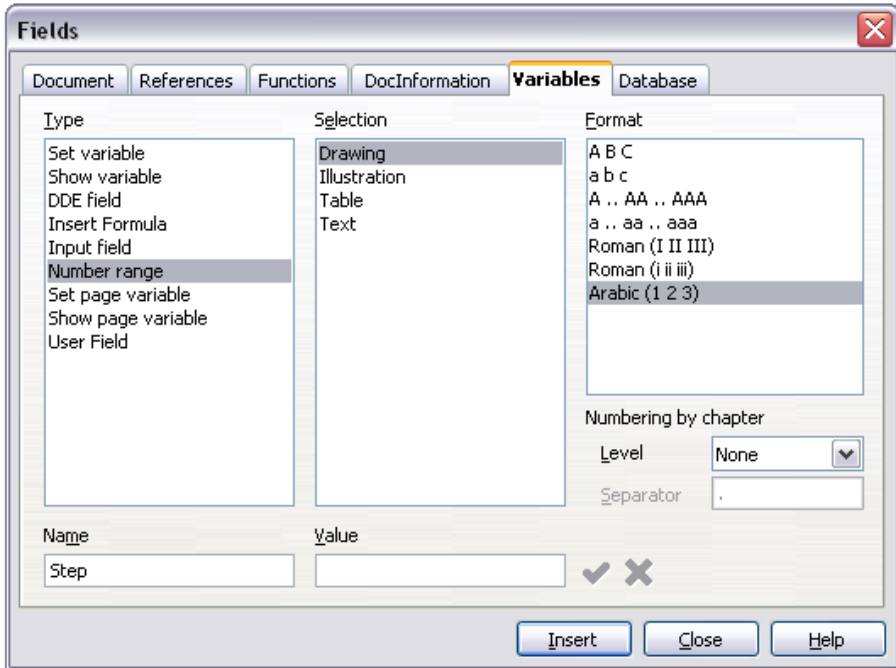 Fields
Document References Functions DocInformation Variables Database
Type
Set variable
Show variable
DDE field
Insert Formula
Input field
Number range
Set page variable
Show page variable
User Field
Selection
Drawing
Illustration
Table
Text
Format
A B C
a b c
A .. AA .. AAA
a .. aa .. aaa
Roman (I II III)
Roman (i ii iii)
Arabic (1 2 3)
Numbering by chapter
Level None
Separator .
Name
Step
Value
Insert Close Help